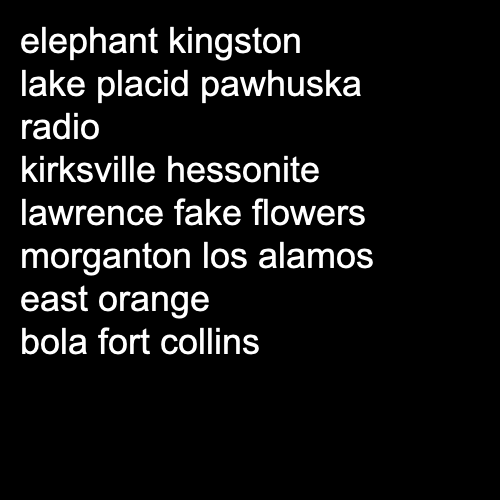 elephant kingston
lake placid pawhuska
radio
kirksville hessonite
lawrence fake flowers
morganton los alamos
east orange
bola fort collins